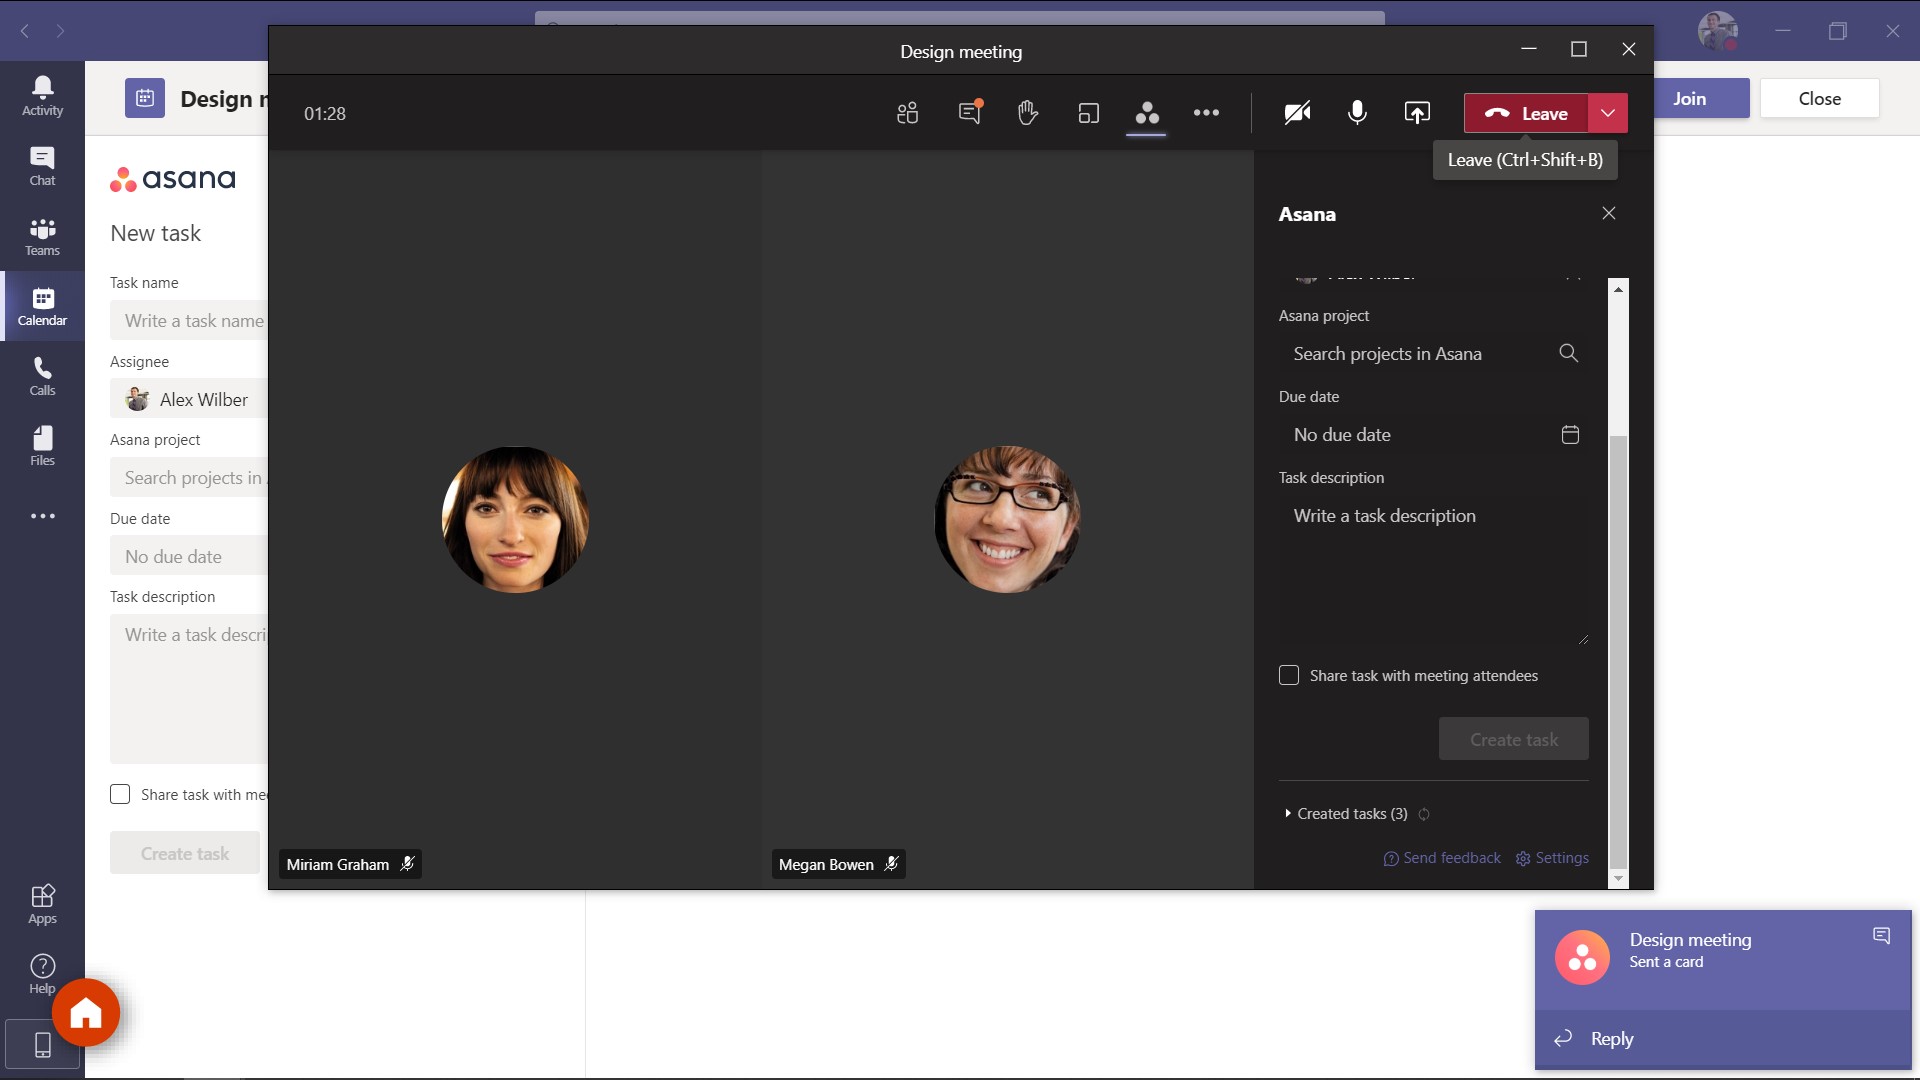 Design meeting
01:28
Leave
Leave (Ctrl+Shift+B)
Join
Close
Activity
Chat
Teams
Calendar
Calls
Files
Apps
Help
Design
asana
New task
Task name
Write a task name
Assignee
Alex Wilber
Asana project
Search projects in
Due date
No due date
Task description
Write a task descri
Share task with mee
Create task
Miriam Graham
Megan Bowen
Asana
Alex Wilber
Asana project
Search projects in Asana
Due date
No due date
Task description
Write a task description
Share task with meeting attendees
Create task
Created tasks (3)
Send feedback
Settings
Design meeting
Sent a card
Reply